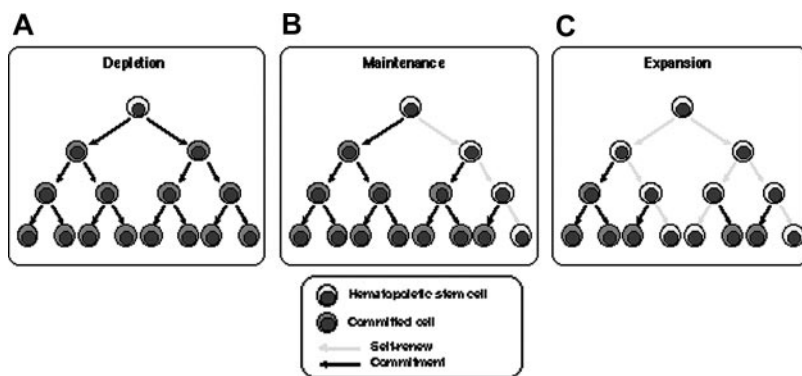 A
B
C
Depletion
Maintenance
Expansion
Hematopoietic stem cell
Committed cell
Self-renew
Commitment